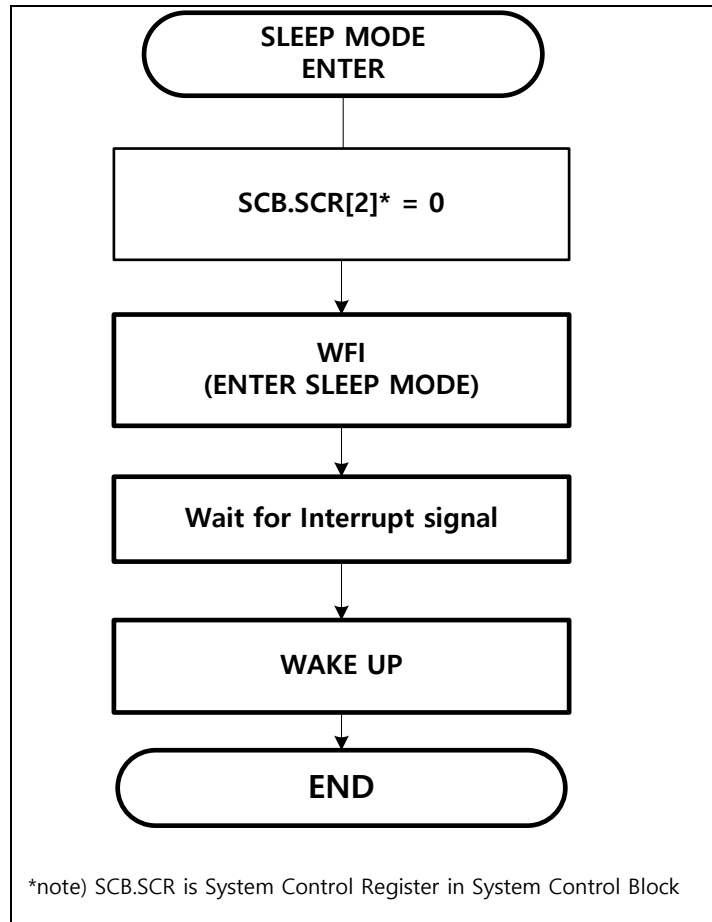 SLEEP MODE
ENTER
SCB.SCR[2]* = 0
WFI
(ENTER SLEEP MODE)
Wait for Interrupt signal
WAKE UP
END
*note) SCB.SCR is System Control Register in System Control Block